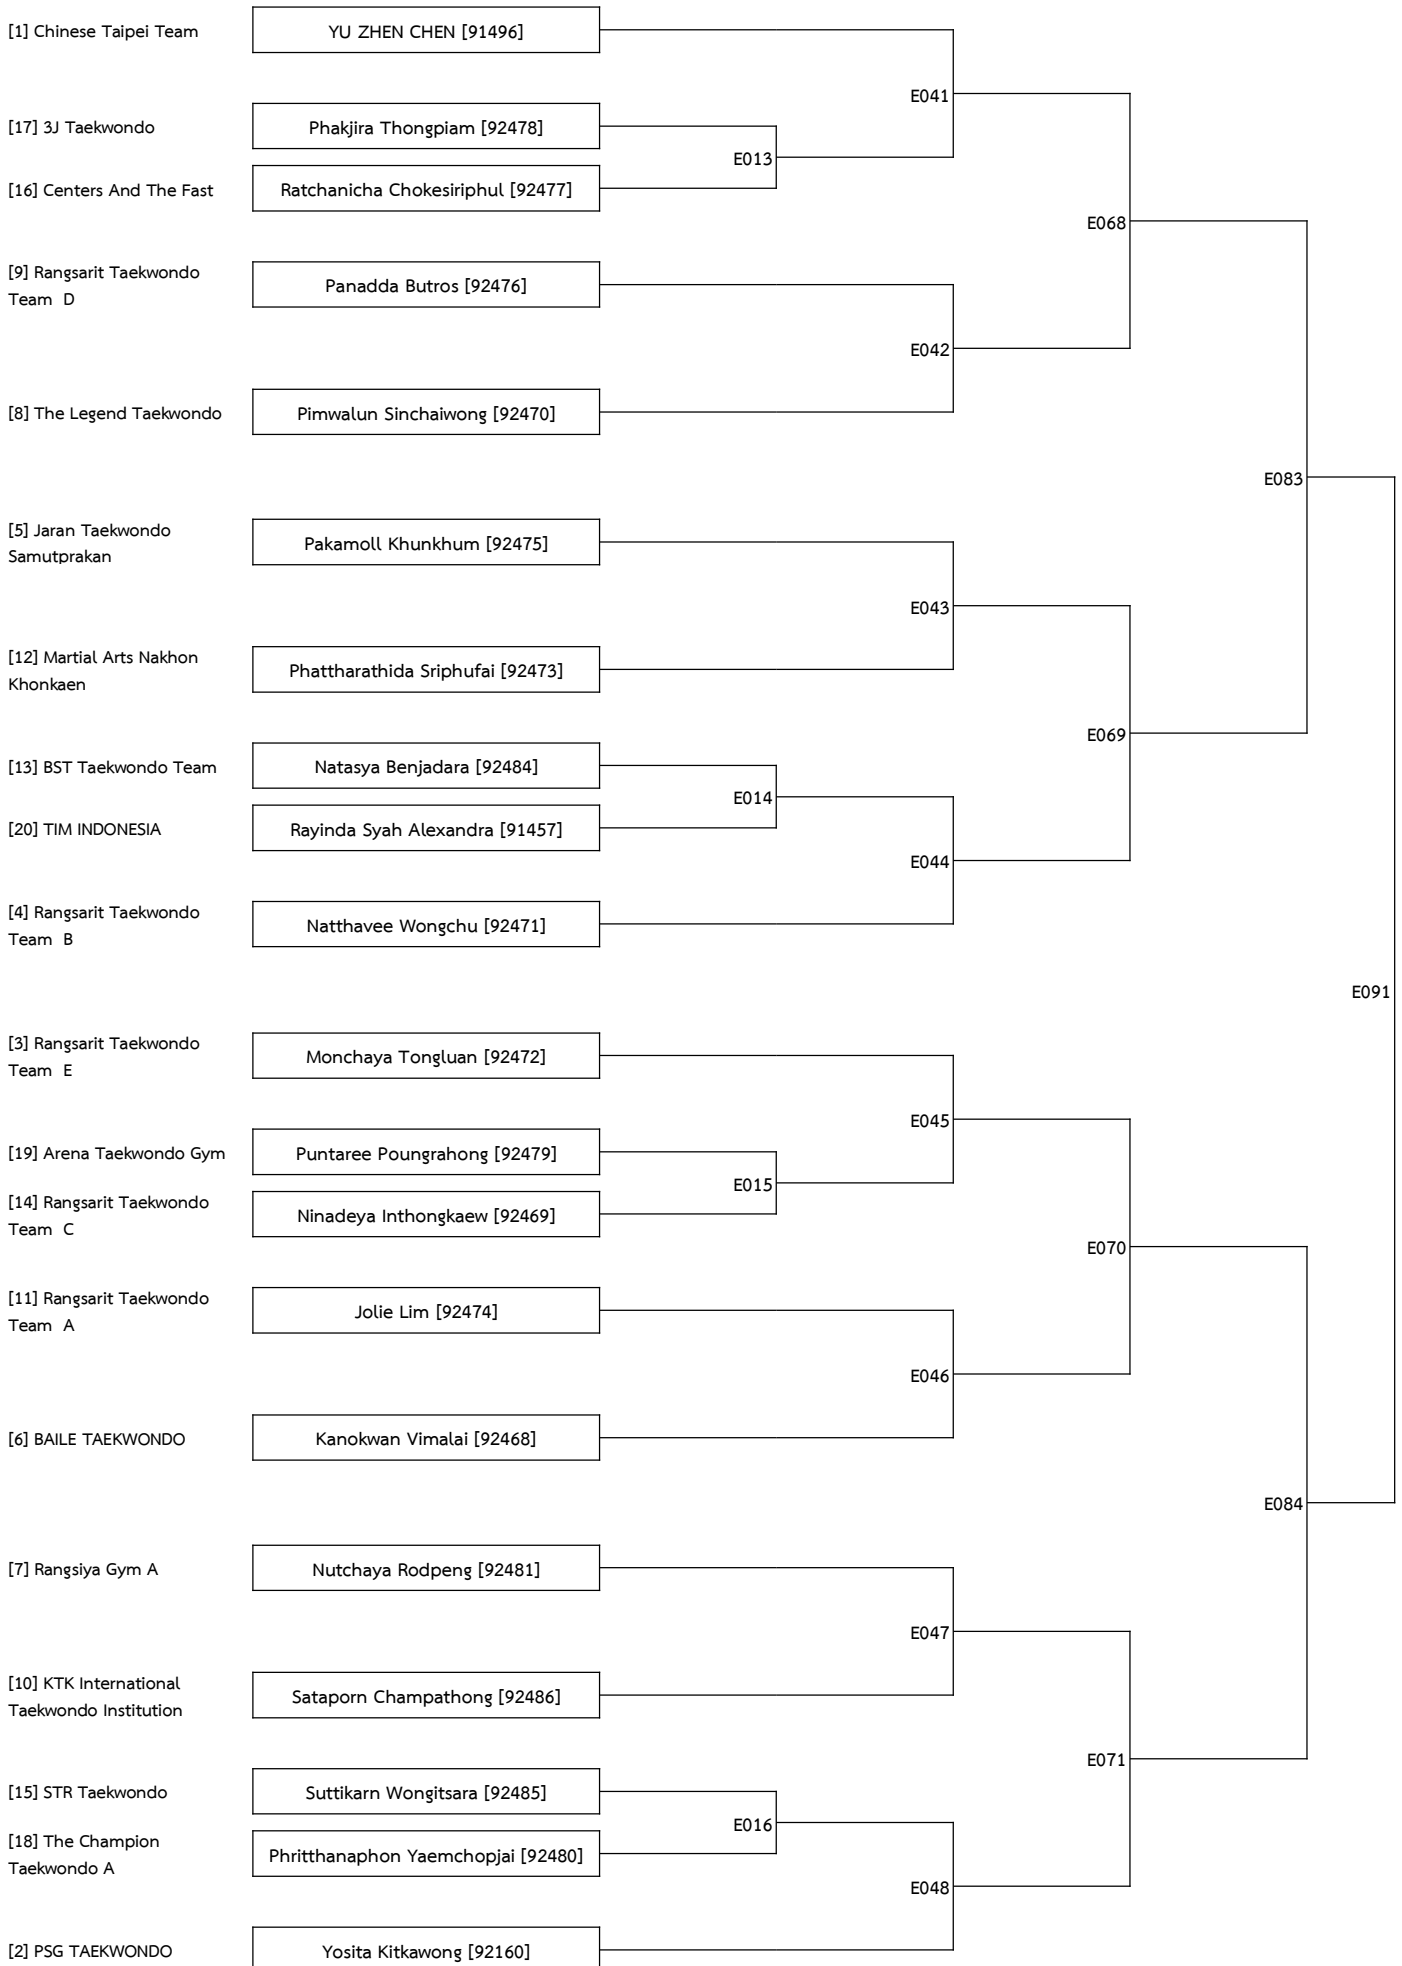 [1] Chinese Taipei Team
YU ZHEN CHEN [91496]
E041
[17] 3J Taekwondo
Phakjira Thongpiam [92478]
E013
[16] Centers And The Fast
Ratchanicha Chokesiriphul [92477]
E068
[9] Rangsarit Taekwondo
Team D
Panadda Butros [92476]
E042
[8] The Legend Taekwondo
Pimwalun Sinchaiwong [92470]
E083
[5] Jaran Taekwondo
Samutprakan
Pakamoll Khunkhum [92475]
E043
[12] Martial Arts Nakhon
Khonkaen
Phattharathida Sriphufai [92473]
E069
[13] BST Taekwondo Team
Natasya Benjadara [92484]
E014
[20] TIM INDONESIA
Rayinda Syah Alexandra [91457]
E044
[4] Rangsarit Taekwondo
Team B
Natthavee Wongchu [92471]
E091
[3] Rangsarit Taekwondo
Team E
Monchaya Tongluan [92472]
E045
[19] Arena Taekwondo Gym
Puntaree Poungrahong [92479]
E015
[14] Rangsarit Taekwondo
Team C
Ninadeya Inthongkaew [92469]
E070
[11] Rangsarit Taekwondo
Team A
Jolie Lim [92474]
E046
[6] BAILE TAEKWONDO
Kanokwan Vimalai [92468]
E084
[7] Rangsiya Gym A
Nutchaya Rodpeng [92481]
E047
[10] KTK International
Taekwondo Institution
Sataporn Champathong [92486]
E071
[15] STR Taekwondo
Suttikarn Wongitsara [92485]
E016
[18] The Champion
Taekwondo A
Phritthanaphon Yaemchopjai [92480]
E048
[2] PSG TAEKWONDO
Yosita Kitkawong [92160]